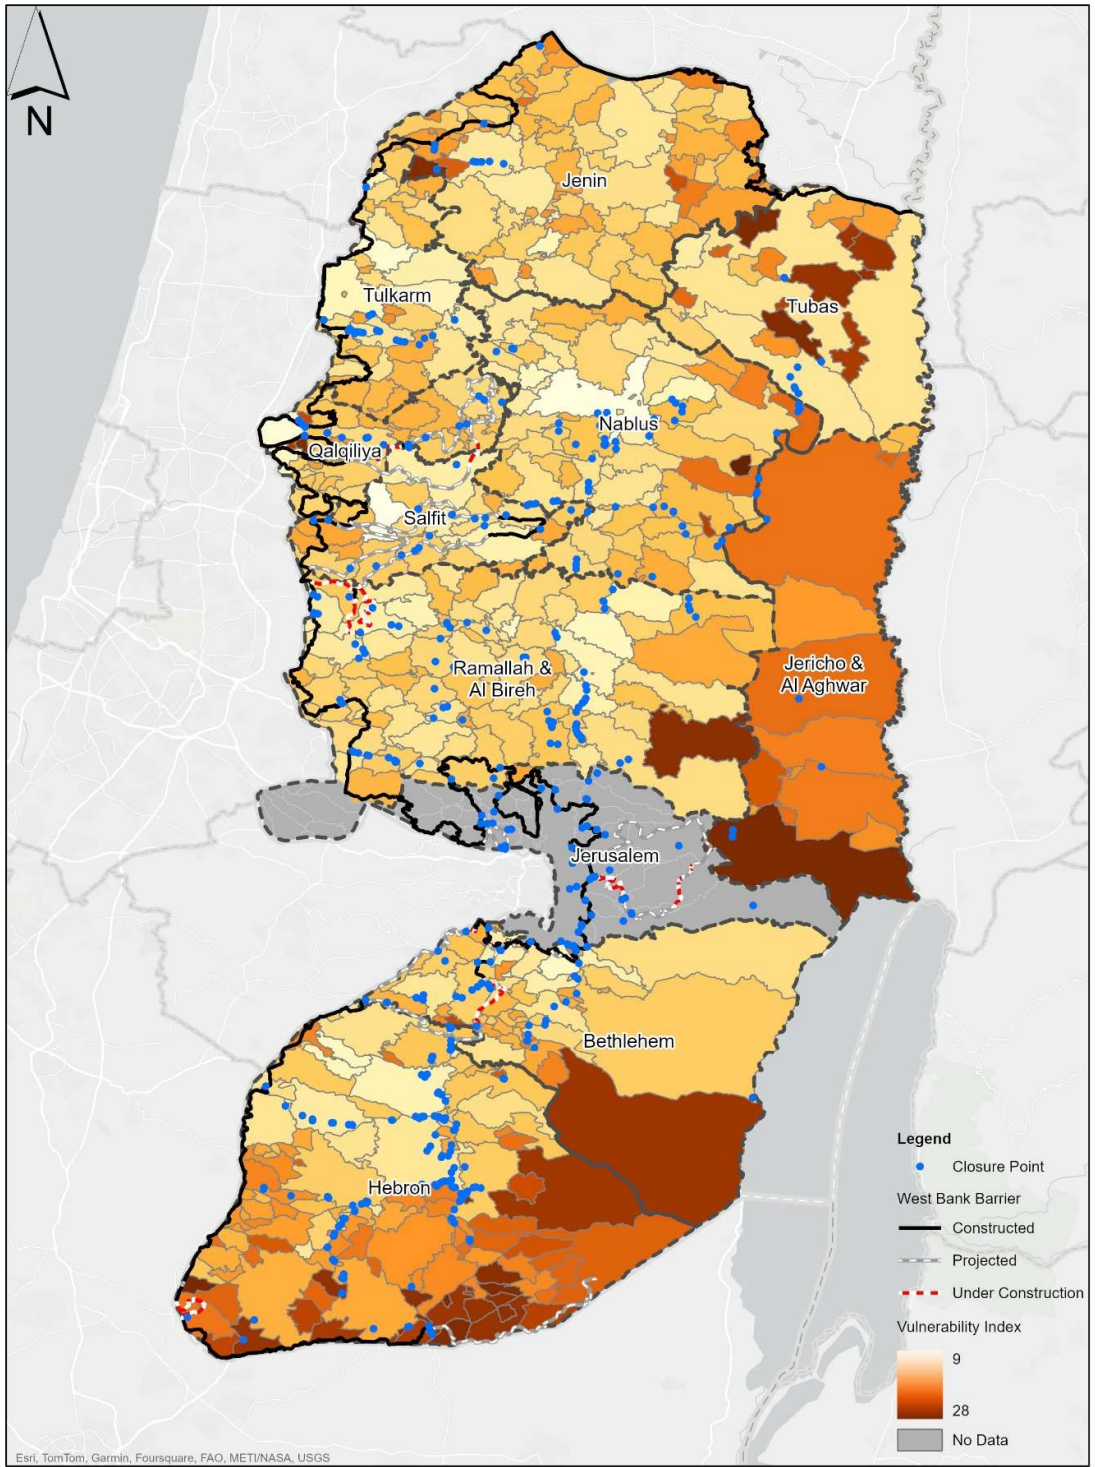 N
Jenin
Tulkarm
Tubas
Nablus
Qalqiliya
Salfit
Ramallah &
Al Bireh
Jericho &
Al Aghwar
Jerusalem
Bethlehem
Hebron
Legend
Closure Point
West Bank Barrier
Constructed
Projected
Under Construction
Vulnerability Index
9
28
No Data
Esri, TomTom, Garmin, Foursquare, FAO, METI/NASA, USGS